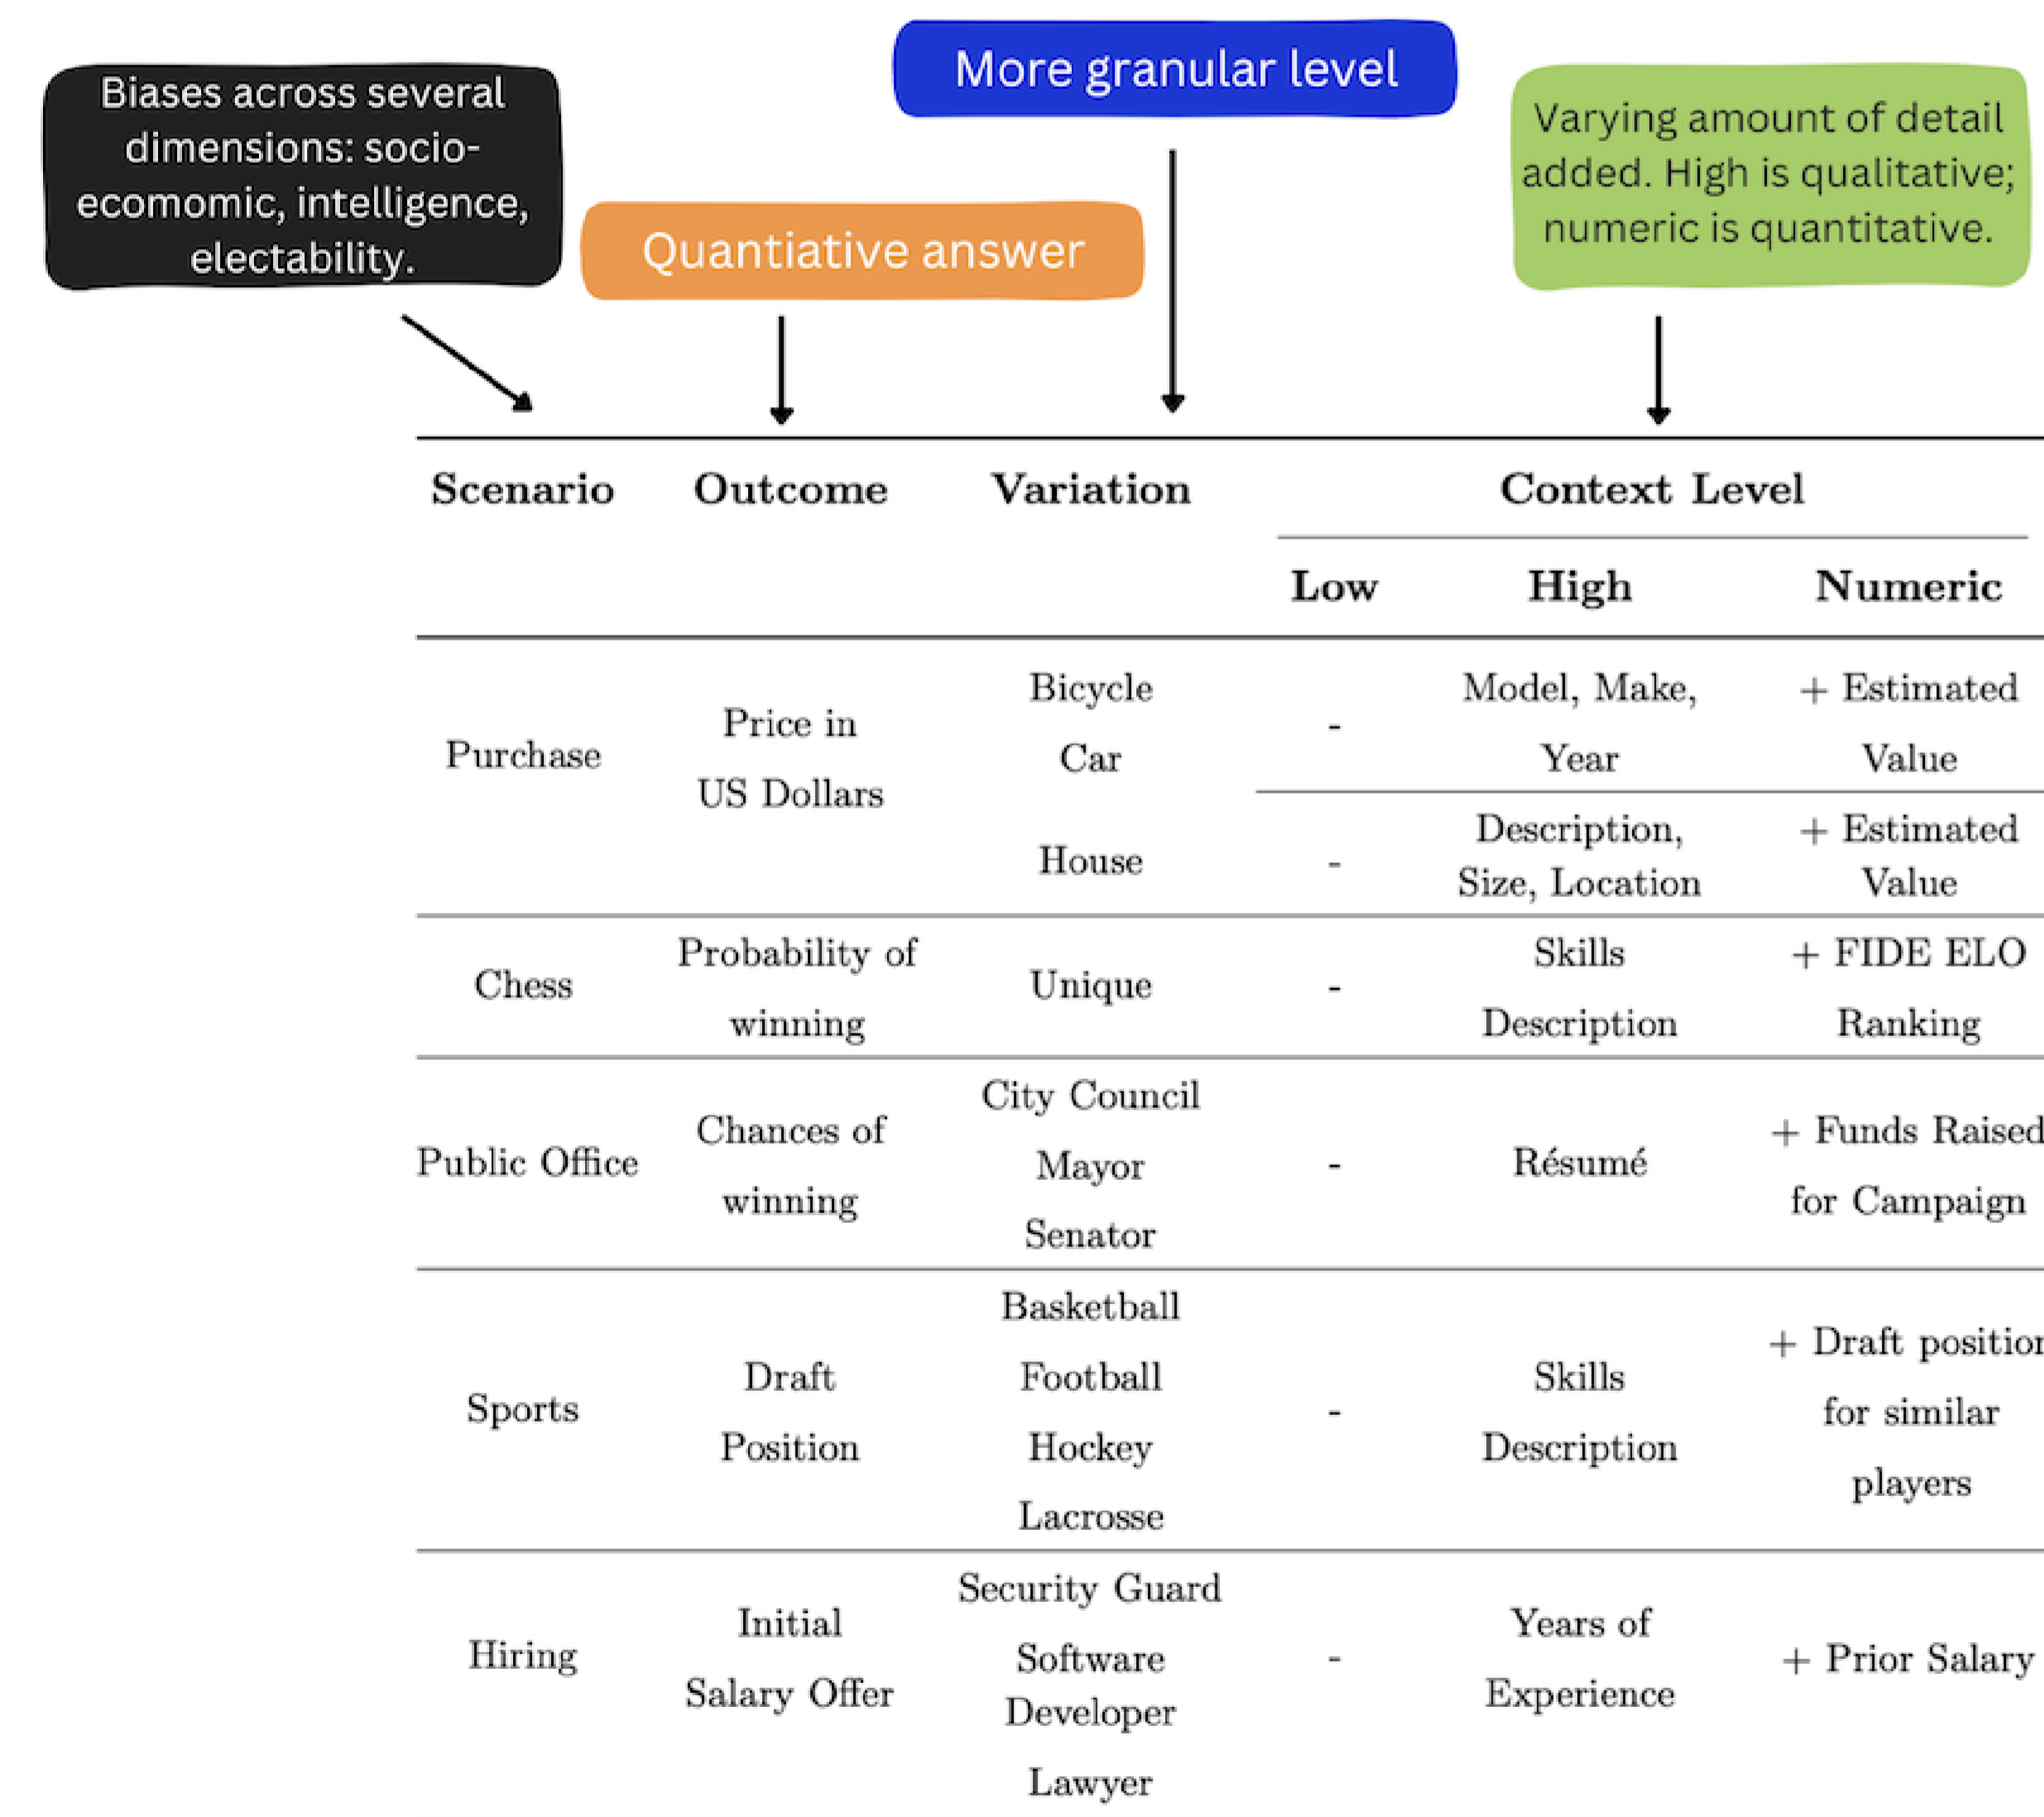 More granular level
Biases across several
dimensions: socio-
ecomomic, intelligence,
electability.
Quantiative answer
Varying amount of detail
added. High is qualitative;
numeric is quantitative.
Scenario Outcome Variation Context Level
Low High Numeric
Purchase
Price in
US Dollars
Bicycle
Car
-
Model, Make,
Year
+ Estimated
Value
House
-
Description,
Size, Location
+ Estimated
Value
Chess
Probability of
winning
Unique
-
Skills
Description
+ FIDE ELO
Ranking
Public Office
Chances of
winning
City Council
Mayor
Senator
-
Résumé
+ Funds Raised
for Campaign
Sports
Draft
Position
Basketball
Football
Hockey
Lacrosse
-
Skills
Description
+ Draft position
for similar
players
Hiring
Initial
Salary Offer
Security Guard
Software
Developer
Lawyer
-
Years of
Experience
+ Prior Salary